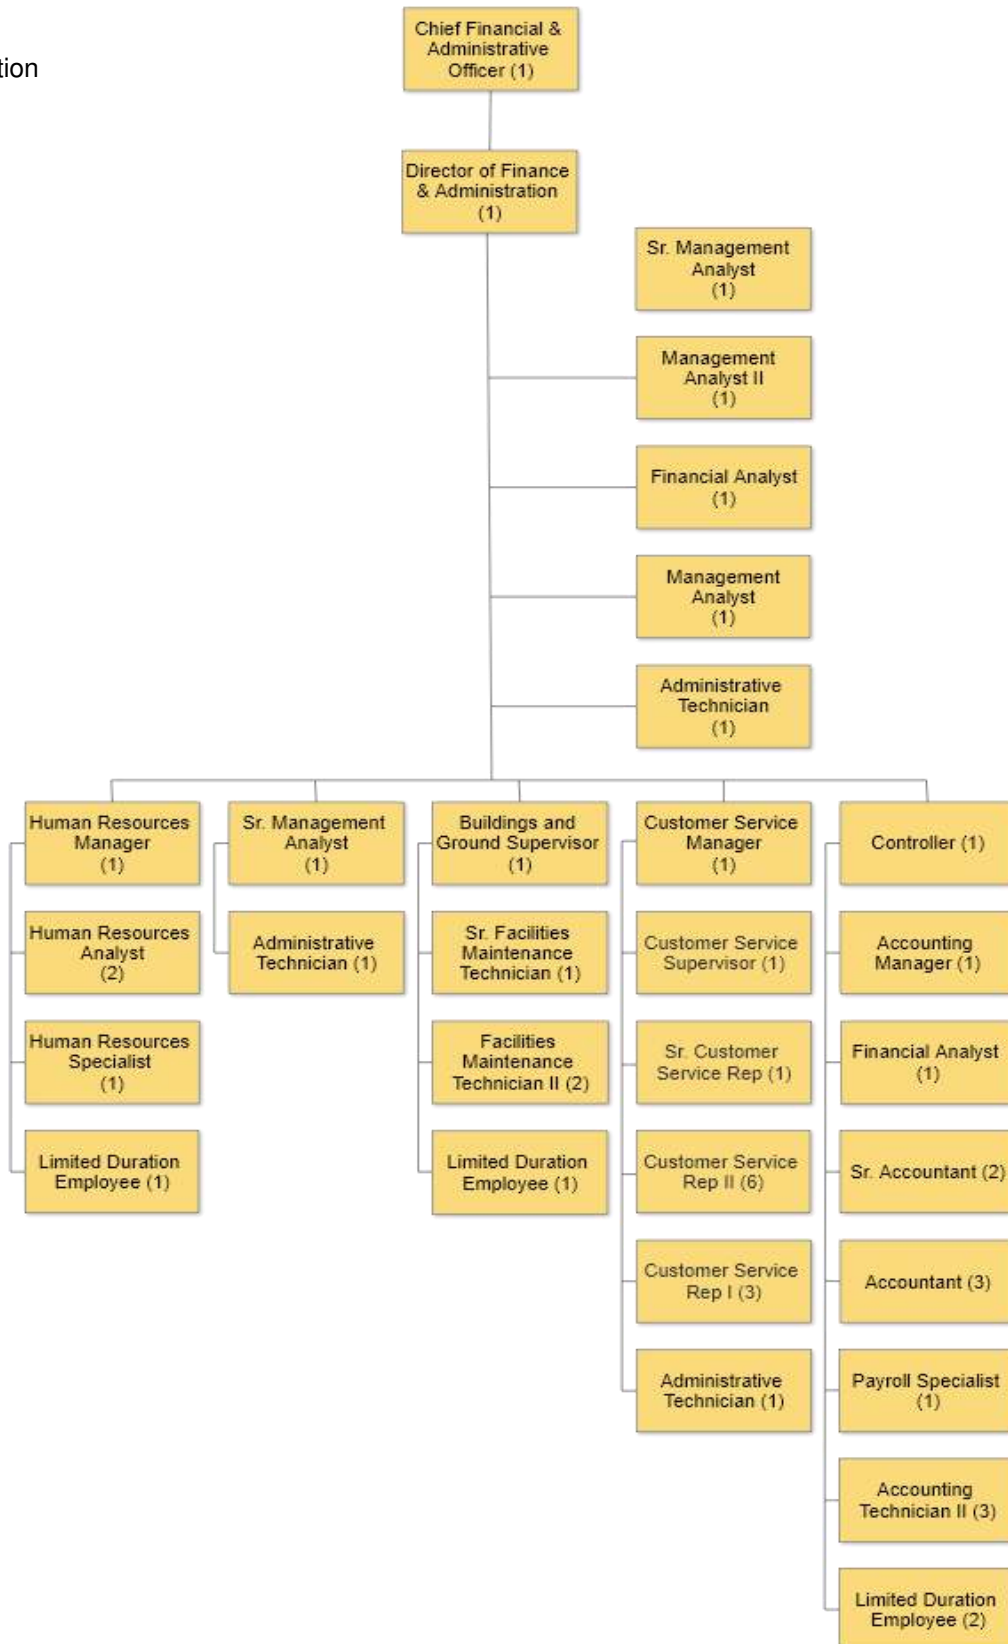 tion
Chief Financial &
Administrative
Officer (1)
Director of Finance
& Administration
(1)
Sr. Management
Analyst
(1)
Management
Analyst II
(1)
Financial Analyst
(1)
Management
Analyst
(1)
Administrative
Technician
(1)
Human Resources
Manager
(1)
Human Resources
Analyst
(2)
Human Resources
Specialist
(1)
Limited Duration
Employee (1)
Sr. Management
Analyst
(1)
Administrative
Technician (1)
Buildings and
Ground Supervisor
(1)
Sr. Facilities
Maintenance
Technician (1)
Facilities
Maintenance
Technician II (2)
Limited Duration
Employee (1)
Customer Service
Manager
(1)
Customer Service
Supervisor (1)
Sr. Customer
Service Rep (1)
Customer Service
Rep II (6)
Customer Service
Rep I (3)
Administrative
Technician (1)
Controller (1)
Accounting
Manager (1)
Financial Analyst
(1)
Sr. Accountant (2)
Accountant (3)
Payroll Specialist
(1)
Accounting
Technician II (3)
Limited Duration
Employee (2)